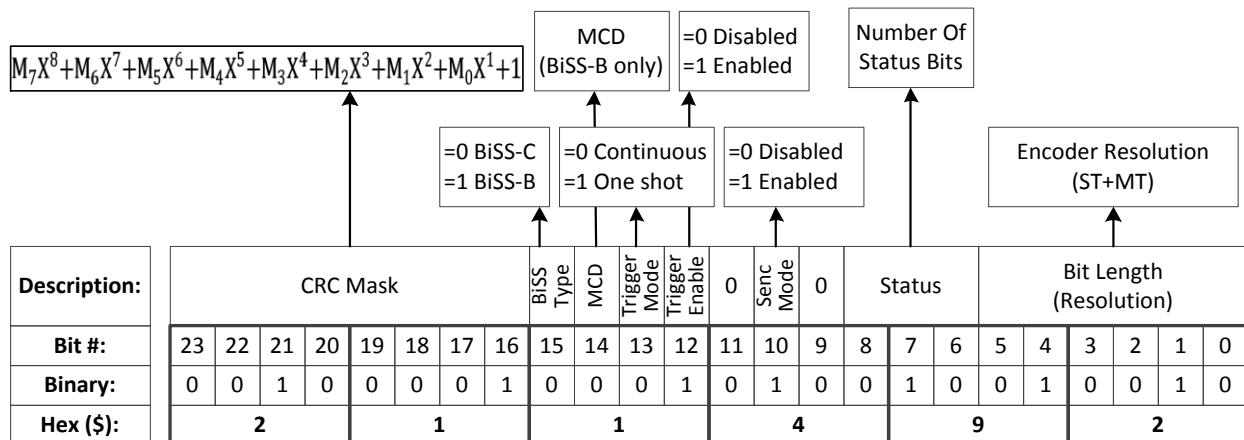 M₇X⁸+M₆X⁷+M₅X⁶+M₄X⁵+M₃X⁴+M₂X³+M₁X²+M₀X¹+1
MCD
(BiSS-B only)
=0 Disabled
=1 Enabled
Number Of
Status Bits
=0 BiSS-C
=1 BiSS-B
=0 Continuous
=1 One shot
=0 Disabled
=1 Enabled
Encoder Resolution
(ST+MT)
Description:
CRC Mask
BiSS
Type
MCD
Trigger
Mode
Trigger
Enable
0
Senc
Mode
0
Status
Bit Length
(Resolution)
Bit #: 23 22 21 20 19 18 17 16 15 14 13 12 11 10 9 8 7 6 5 4 3 2 1 0
Binary: 0 0 1 0 0 0 0 1 0 0 0 1 0 1 0 0 1 0 0 1 0 0 1 0
Hex ($): 2 1 1 4 9 2